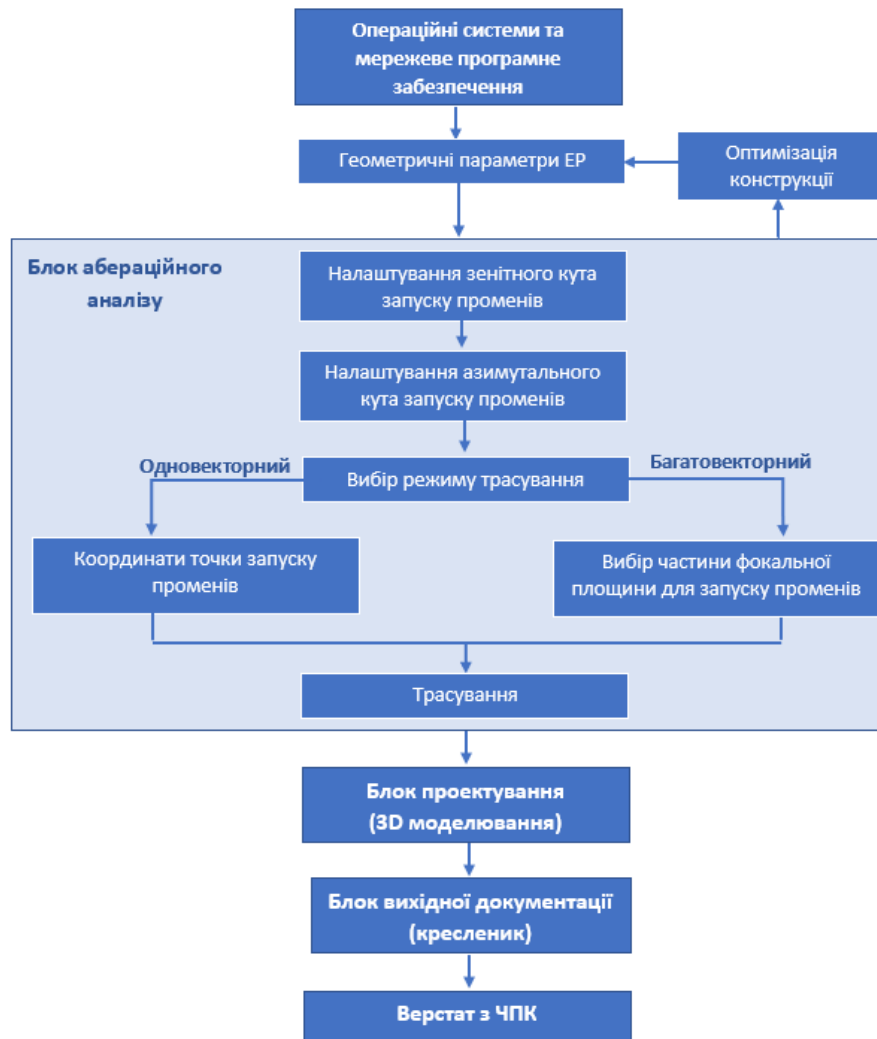 Операційні системи та
мережеве програмне
забезпечення
Геометричні параметри ЕР
Оптимізація
конструкції
Блок абераційного
аналізу
Налаштування зенітного кута
запуску променів
Налаштування азимутального
кута запуску променів
Одновекторний
Вибір режиму трасування
Багатовекторний
Координати точки запуску
променів
Вибір частини фокальної
площини для запуску променів
Трасування
Блок проектування
(3D моделювання)
Блок вихідної документації
(кресленик)
Верстат з ЧПК